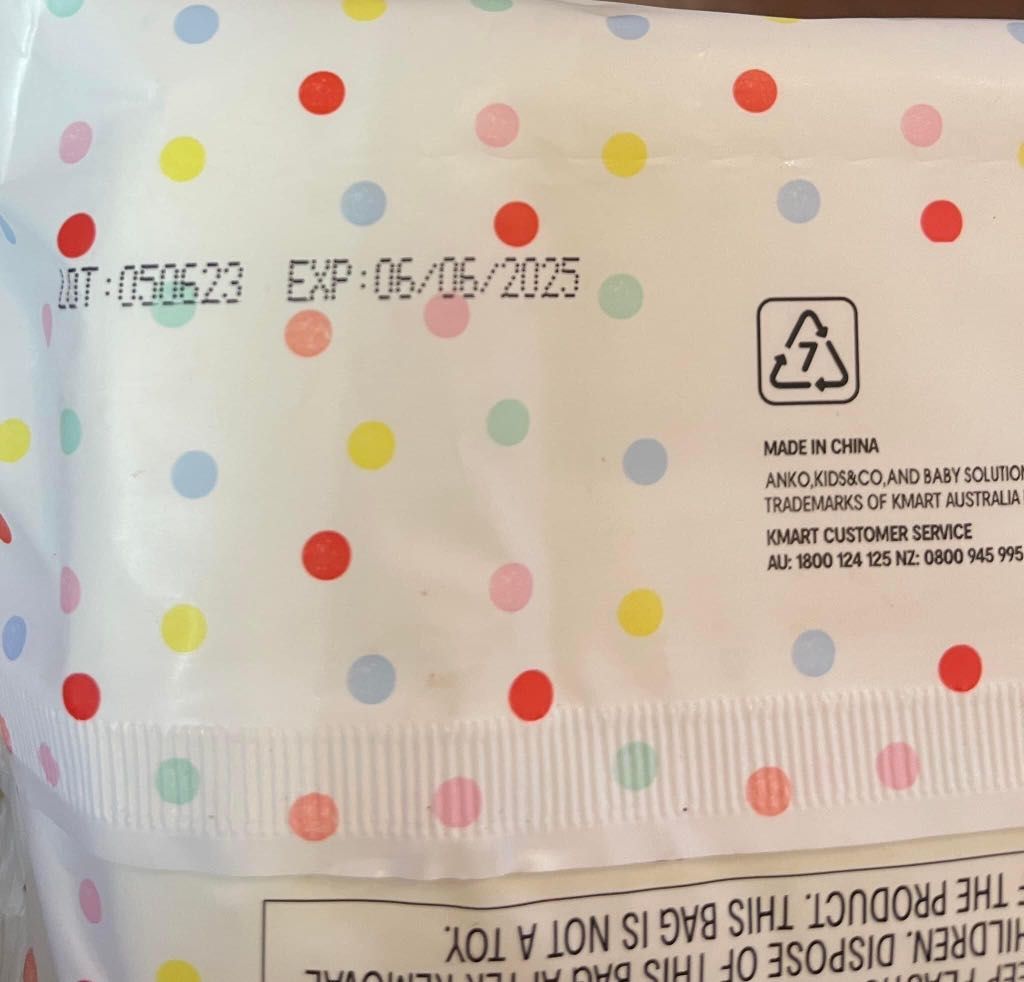 LOT:050623 EXP:06/06/2025
7
MADE IN CHINA
ANKO,KIDS&CO,AND BABY
TRADEMARKS OF KMART AUSTRALIA
KMART CUSTOMER SERVICE
AU: 1800 124 125 NZ: 0800 945 995
THE PRODUCT. THIS BAG IS NOT A TOY.
DISPOSE OF THIS BAG AFTER REMOVAL